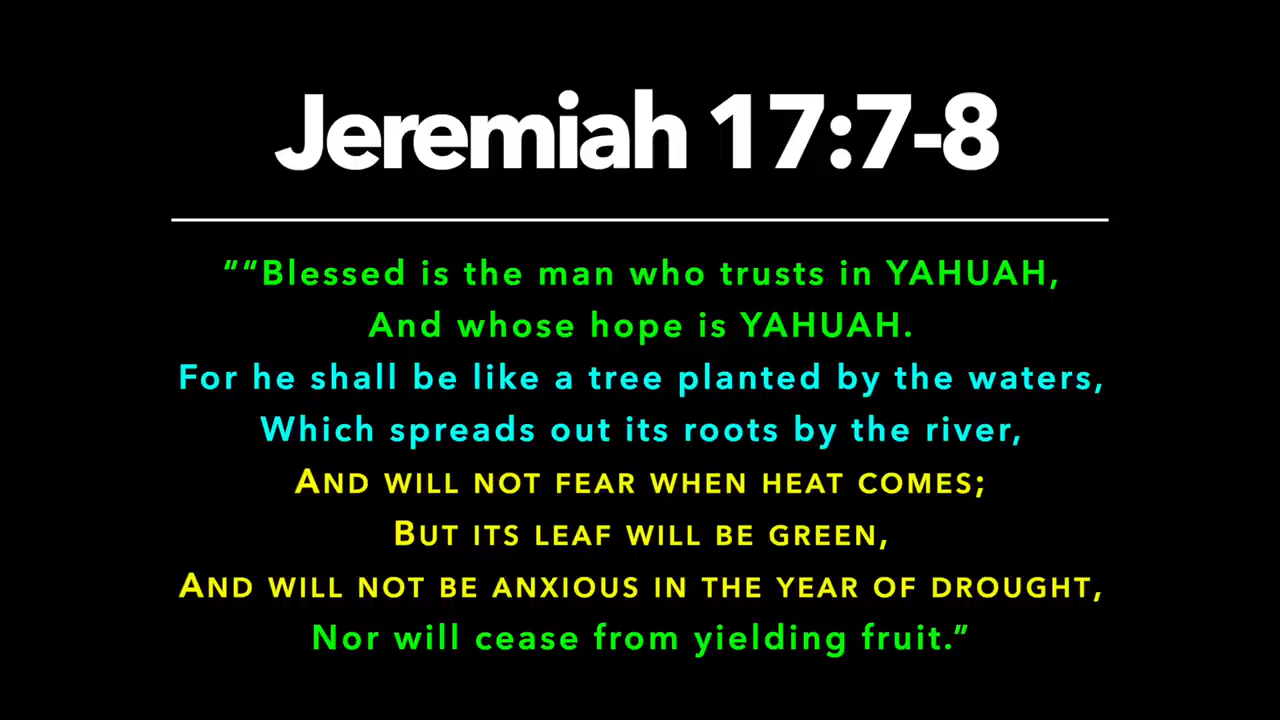 Jeremiah 17:7-8
”“Blessed is the man who trusts in YAHUAH,
And whose hope is YAHUAH.
For he shall be like a tree planted by the waters,
Which spreads out its roots by the river,
And will not fear when heat comes;
But its leaf will be green,
And will not be anxious in the year of drought,
Nor will cease from yielding fruit.”